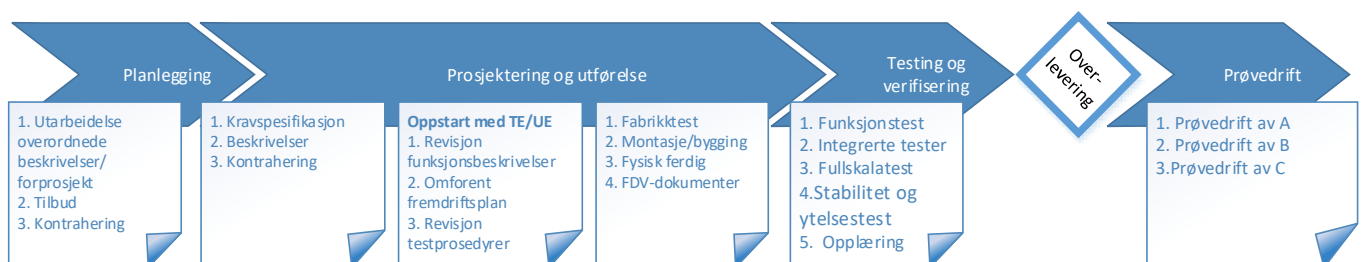 Planlegging
Prosjektering og utførelse
Testing og
verifisering
Over-
levering
Prøvedrift
1. Utarbeidelse
overordnede
beskrivelser/
forprosjekt
2. Tilbud
3. Kontrahering
1. Kravspesifikasjon
2. Beskrivelser
3. Kontrahering
Oppstart med TE/UE
1. Revisjon
funksjonsbeskrivelser
2. Omforent
fremdriftsplan
3. Revisjon
testprosedyrer
1. Fabrikktest
2. Montasje/bygging
3. Fysisk ferdig
4. FDV-dokumenter
1. Funksjonstest
2. Integrerte tester
3. Fullskalatest
4.Stabilitet og
ytelsestest
5. Opplæring
1. Prøvedrift av A
2. Prøvedrift av B
3.Prøvedrift av C